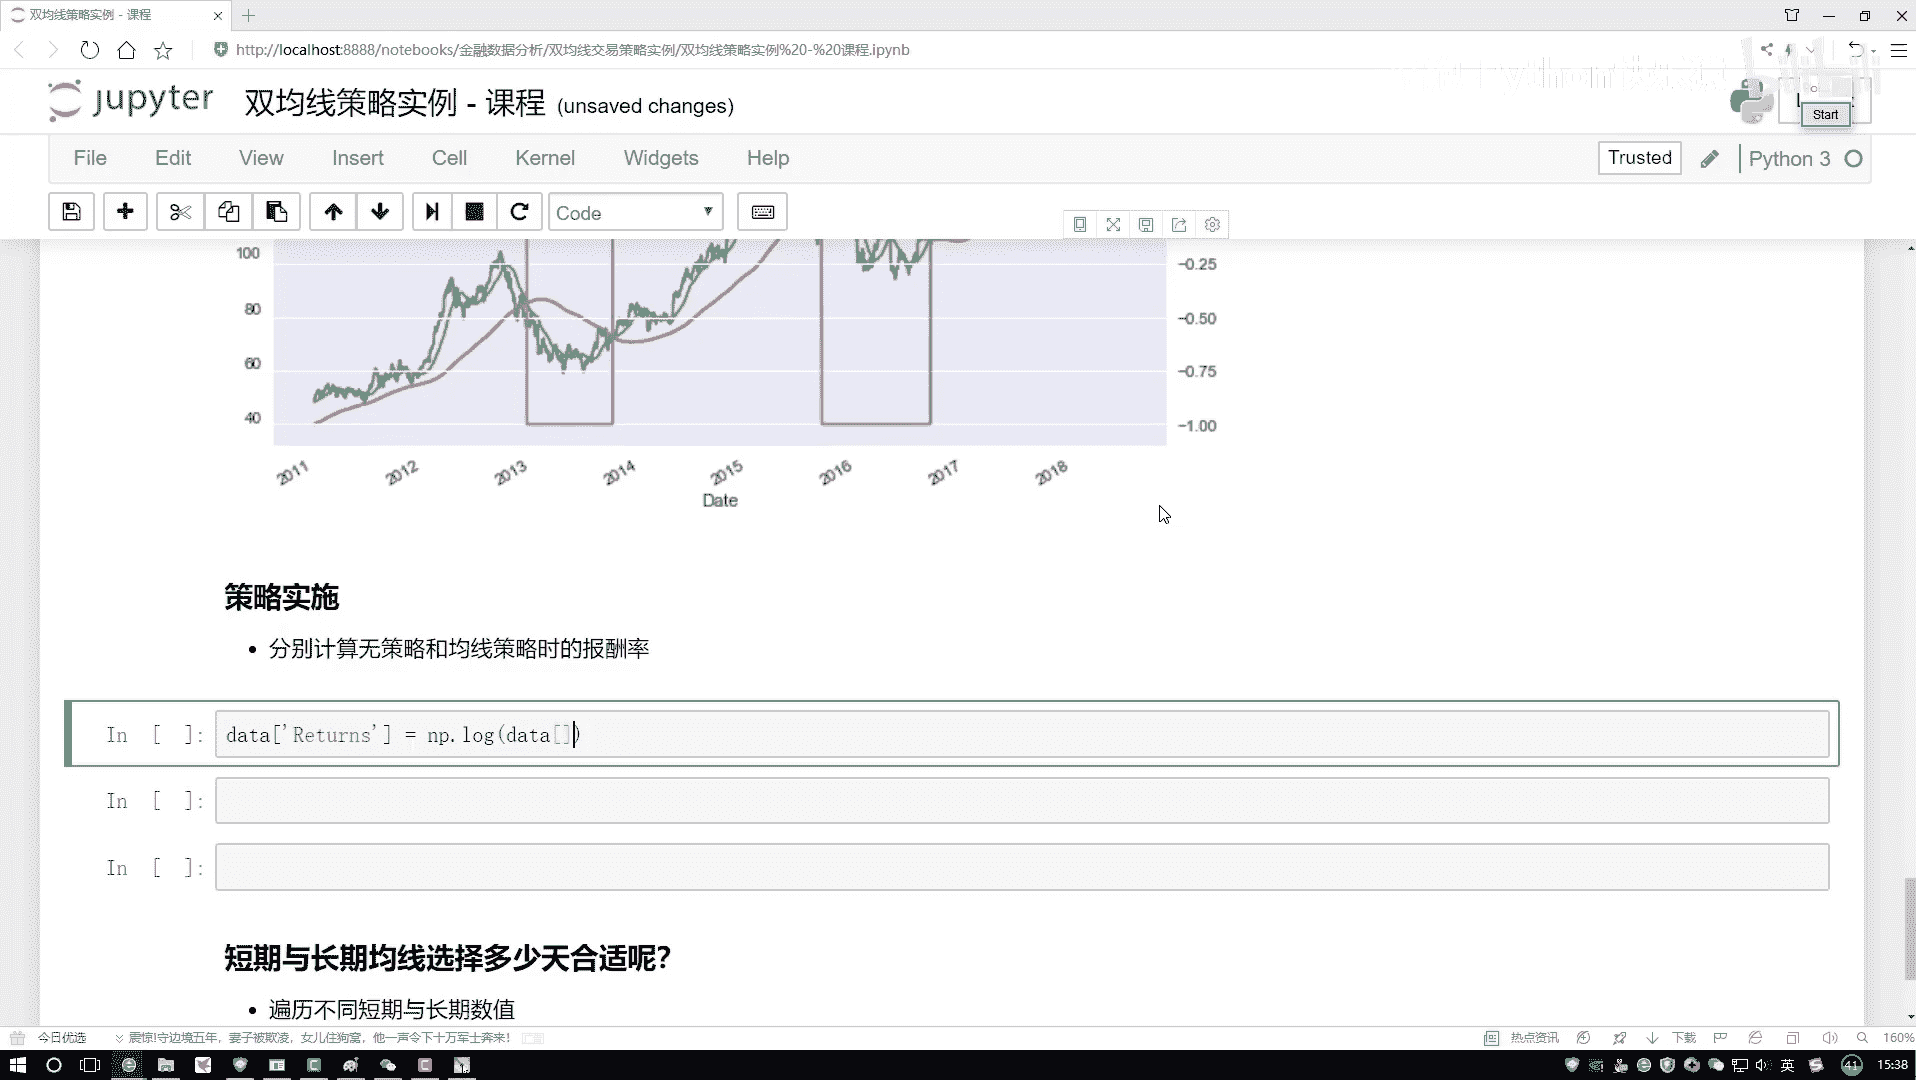 双均线策略实例 - 课程
http://localhost:8888/notebooks/金融数据分析/双均线交易策略实例/双均线策略实例%20-%20课程.ipynb
jupyter 双均线策略实例 - 课程 (unsaved changes)
Start
File Edit View Insert Cell Kernel Widgets Help
Trusted Python 3
Code
100 −0.25
80 −0.50
60 −0.75
40 −1.00
2011 2012 2013 2014 2015 2016 2017 2018
Date
策略实施
分别计算无策略和均线策略时的报酬率
In [ ]: data['Returns'] = np.log(data[])
In [ ]:
In [ ]:
短期与长期均线选择多少天合适呢?
遍历不同短期与长期数值
今日优选 震惊!守边境五年，妻子被欺凌，女儿住狗窝，他一声令下十万军士奔来! 热点资讯 下载 160%
英 41 15:38